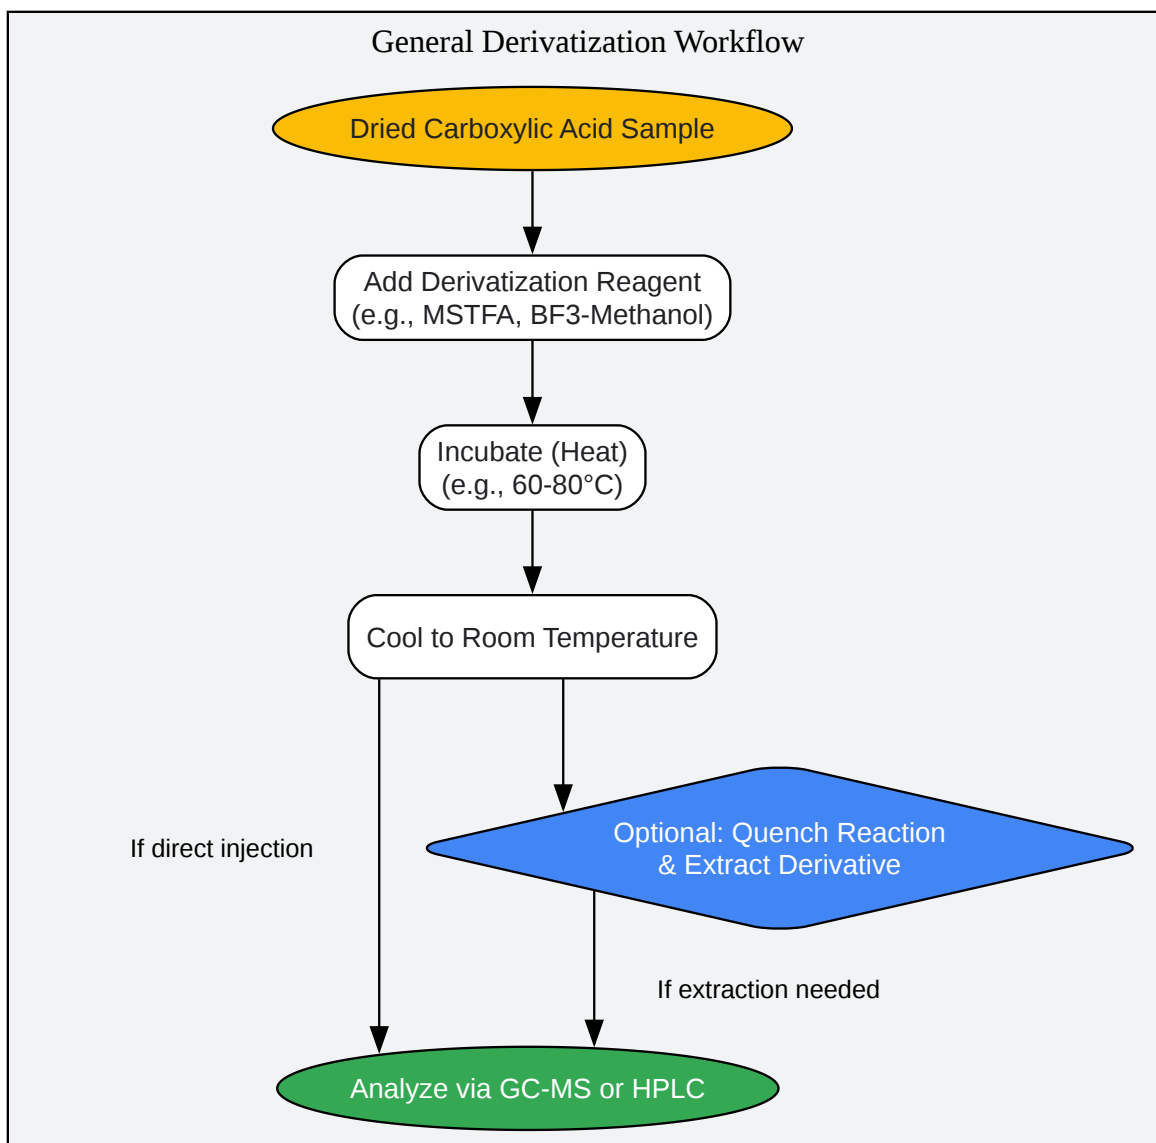 General Derivatization Workflow
Dried Carboxylic Acid Sample
Add Derivatization Reagent
(e.g., MSTFA, BF3-Methanol)
Incubate (Heat)
(e.g., 60-80°C)
Cool to Room Temperature
If direct injection
Optional: Quench Reaction
& Extract Derivative
If extraction needed
Analyze via GC-MS or HPLC